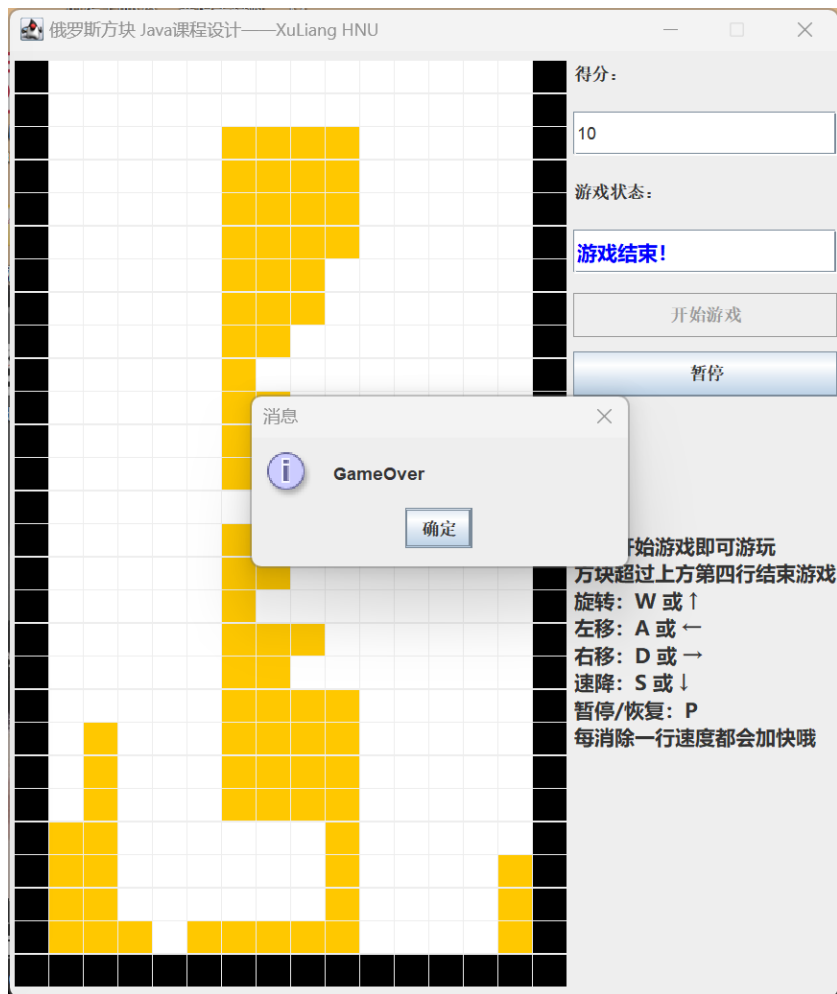 俄罗斯方块 Java课程设计——XuLiang HNU
得分：
10
游戏状态：
游戏结束！
开始游戏
暂停
消息
GameOver
确定
开始游戏即可游玩
方块超过上方第四行结束游戏
旋转：W 或 ↑
左移：A 或 ←
右移：D 或 →
速降：S 或 ↓
暂停/恢复：P
每消除一行速度都会加快哦